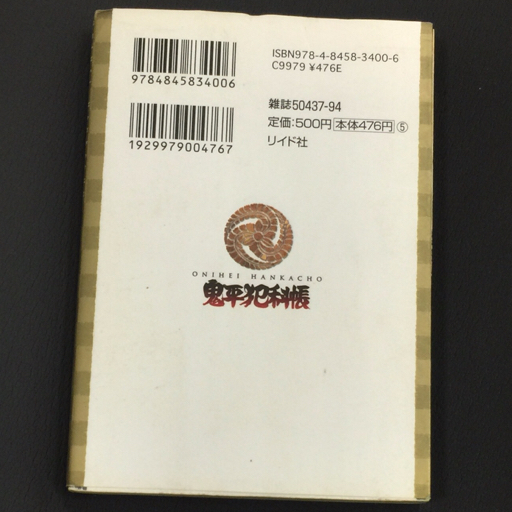 ISBN978-4-8458-3400-6
C9979 ¥476E
9784845834006
雑誌50437-94
定価:500円 本体476円 ⑤
1929979004767
リイド社
ONIHEI HANKACHO
鬼平犯科帳